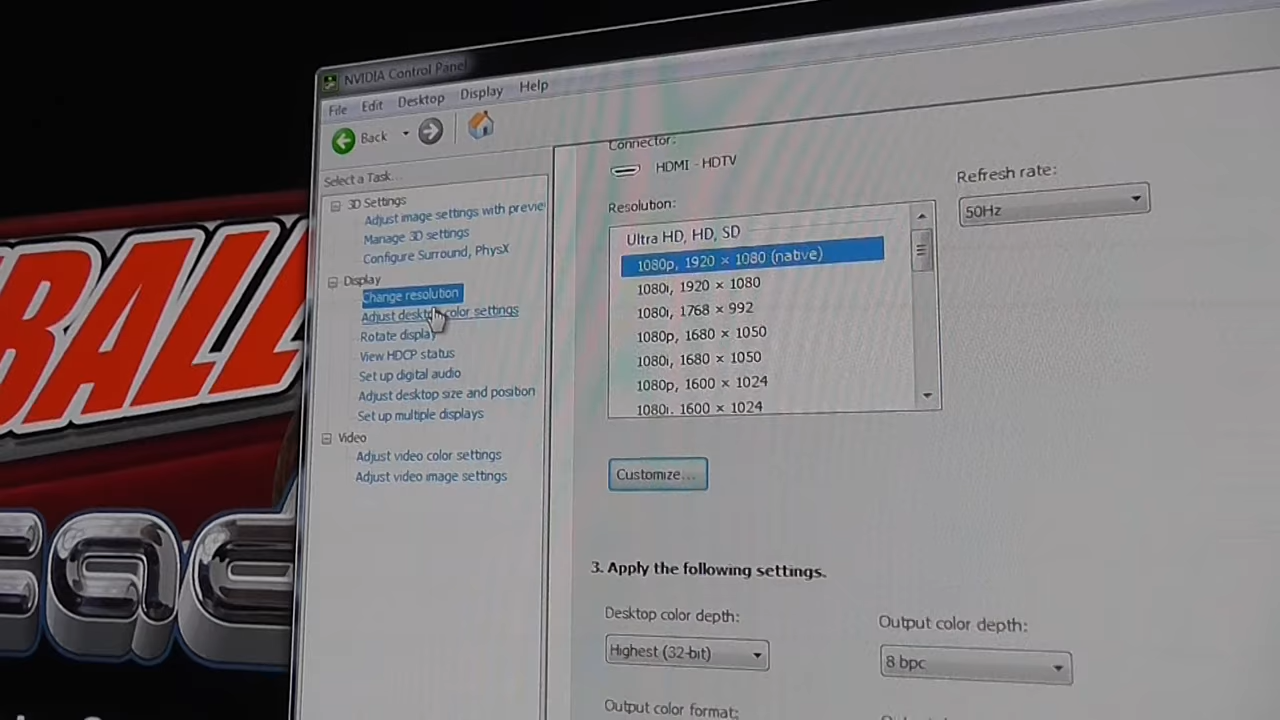 NVIDIA Control Panel
File Edit Desktop Display Help
Back
Select a Task...
3D Settings
Adjust image settings with previe
Manage 3D settings
Configure Surround, PhysX
Display
Change resolution
Adjust desktop color settings
Rotate display
View HDCP status
Set up digital audio
Adjust desktop size and position
Set up multiple displays
Video
Adjust video color settings
Adjust video image settings
Connector:
HDMI - HDTV
Resolution:
Ultra HD, HD, SD
1080p, 1920 × 1080 (native)
1080i, 1920 × 1080
1080i, 1768 × 992
1080p, 1680 × 1050
1080i, 1680 × 1050
1080p, 1600 × 1024
1080i, 1600 × 1024
Refresh rate:
50Hz
Customize...
3. Apply the following settings.
Desktop color depth:
Highest (32-bit)
Output color depth:
8 bpc
Output color format:
BALL
cade